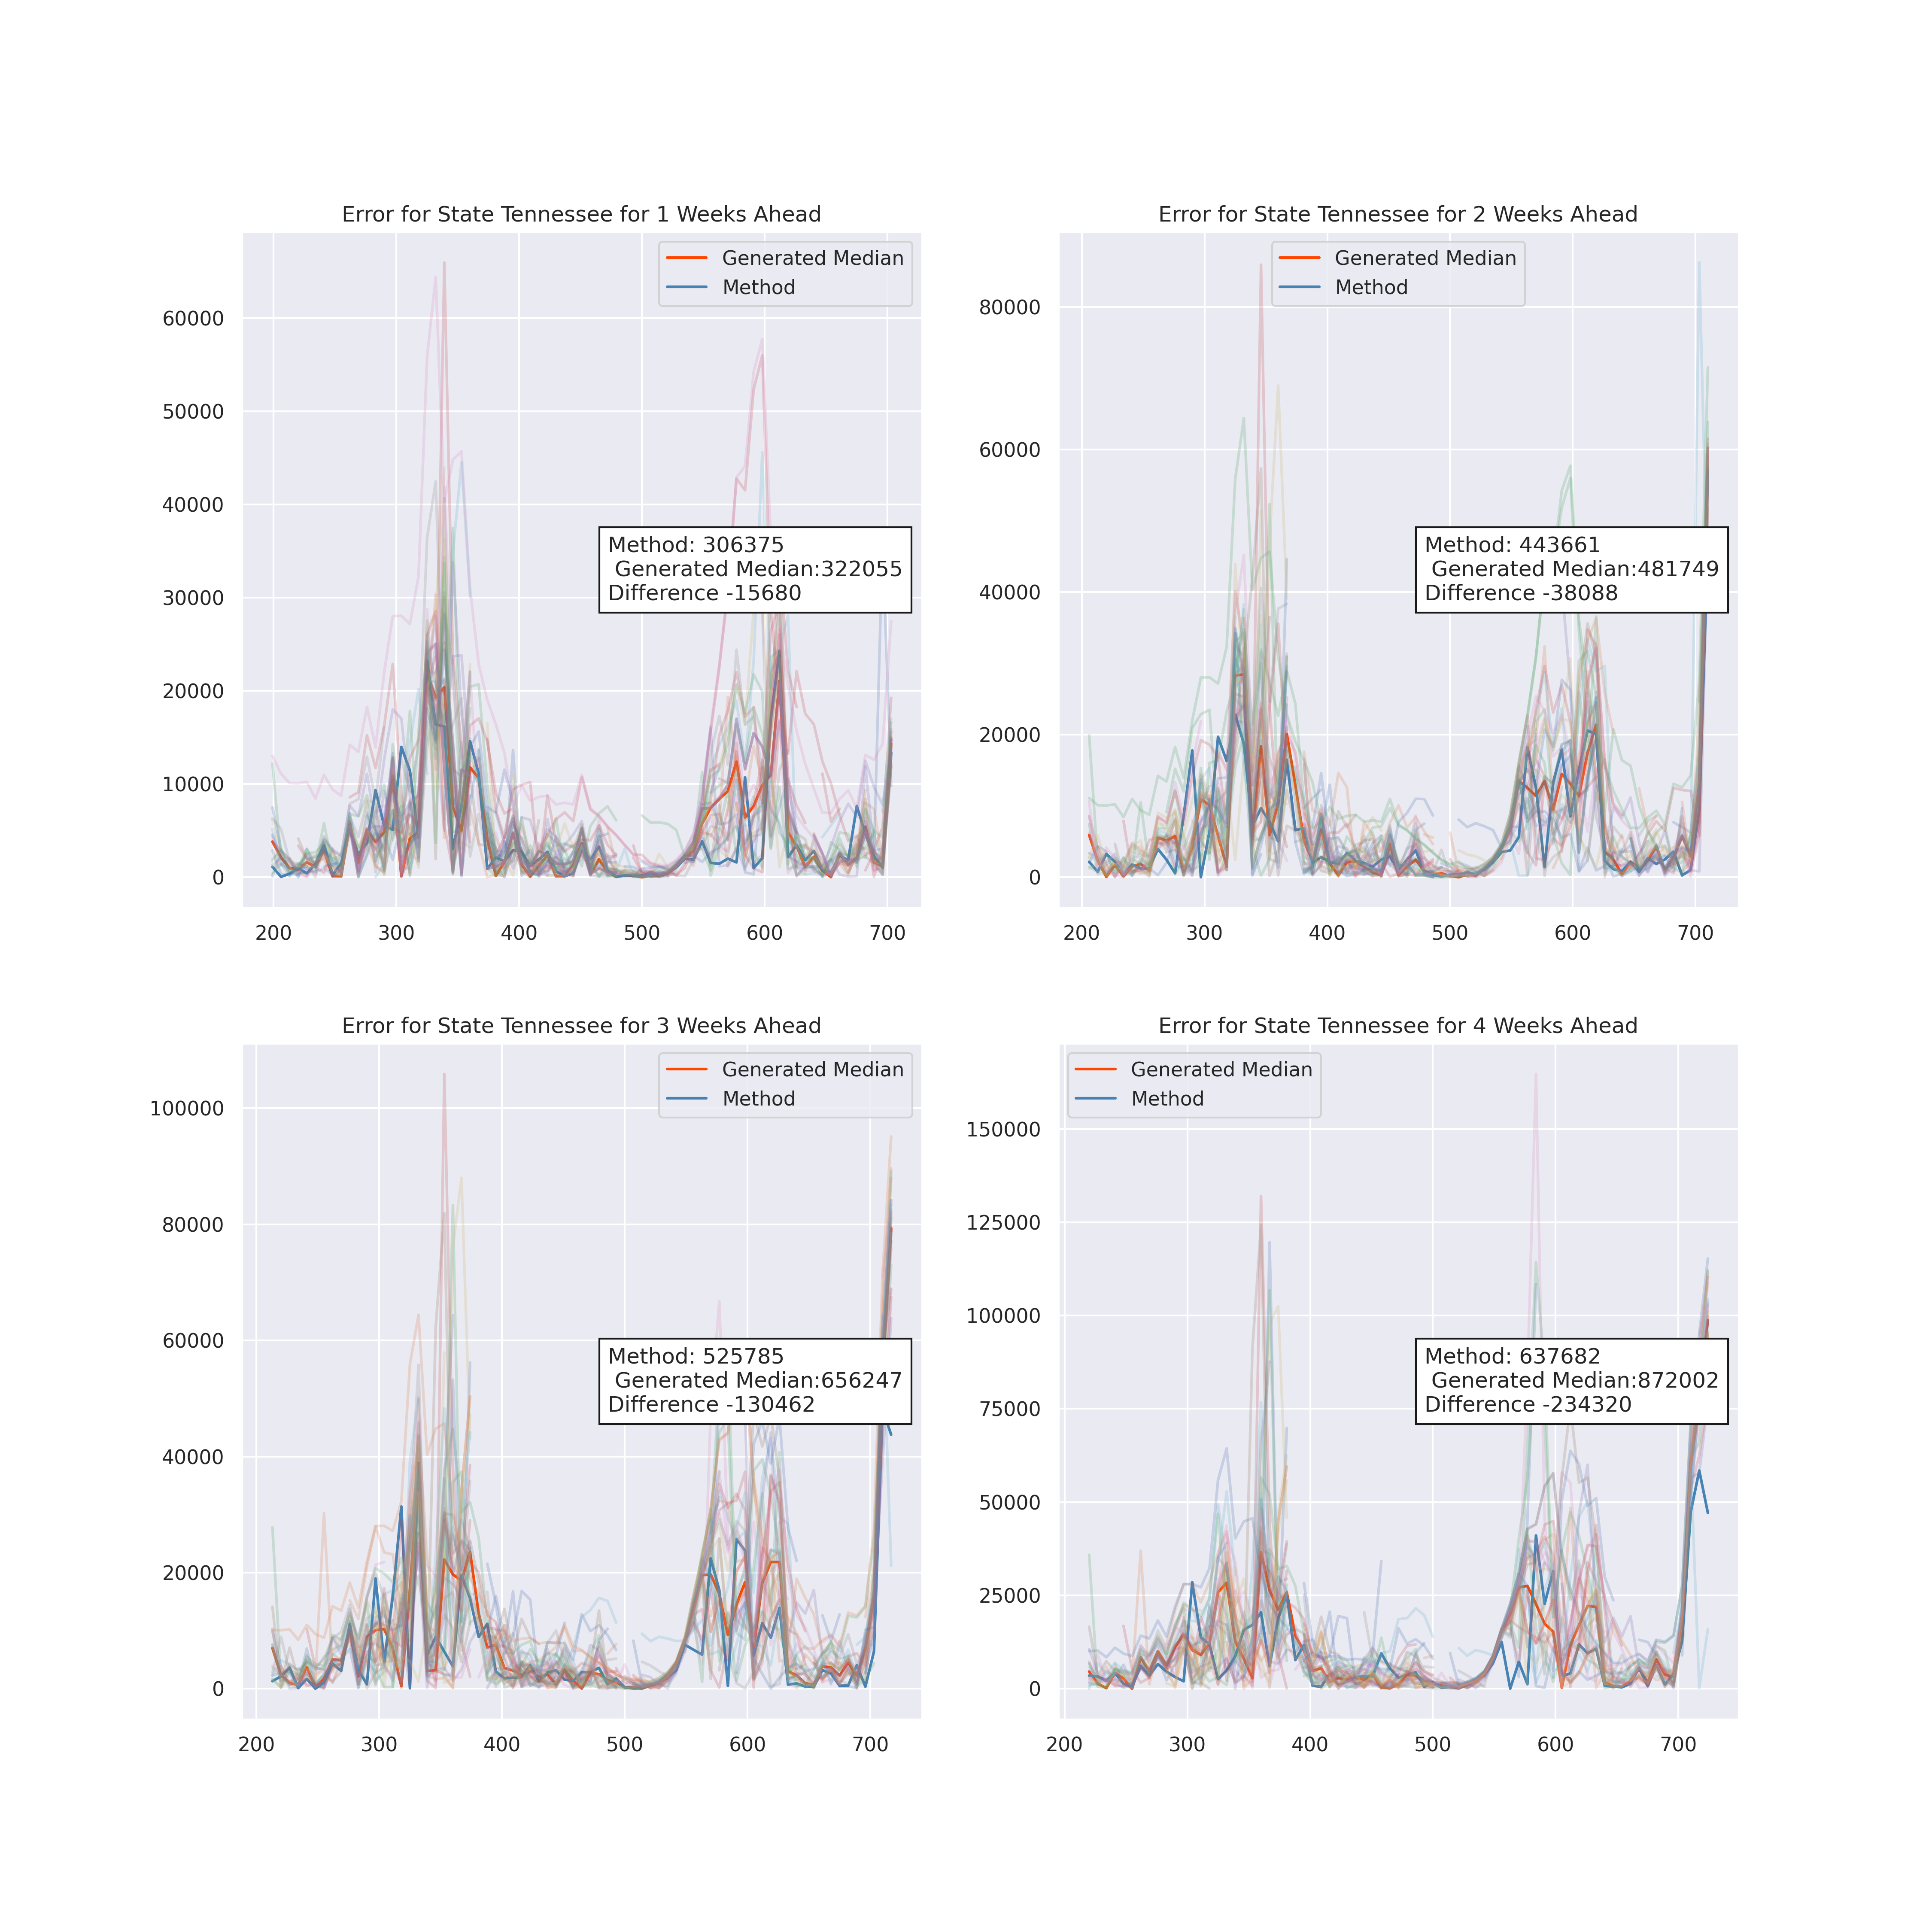 Error for State Tennessee for 1 Weeks Ahead
Generated Median
Method
60000
50000
40000
30000
20000
10000
0
Method: 306375
Generated Median:322055
Difference -15680
200 300 400 500 600 700
Error for State Tennessee for 2 Weeks Ahead
Generated Median
Method
80000
60000
40000
20000
0
Method: 443661
Generated Median:481749
Difference -38088
200 300 400 500 600 700
Error for State Tennessee for 3 Weeks Ahead
Generated Median
Method
100000
80000
60000
40000
20000
0
Method: 525785
Generated Median:656247
Difference -130462
200 300 400 500 600 700
Error for State Tennessee for 4 Weeks Ahead
Generated Median
Method
150000
125000
100000
75000
50000
25000
0
Method: 637682
Generated Median:872002
Difference -234320
200 300 400 500 600 700